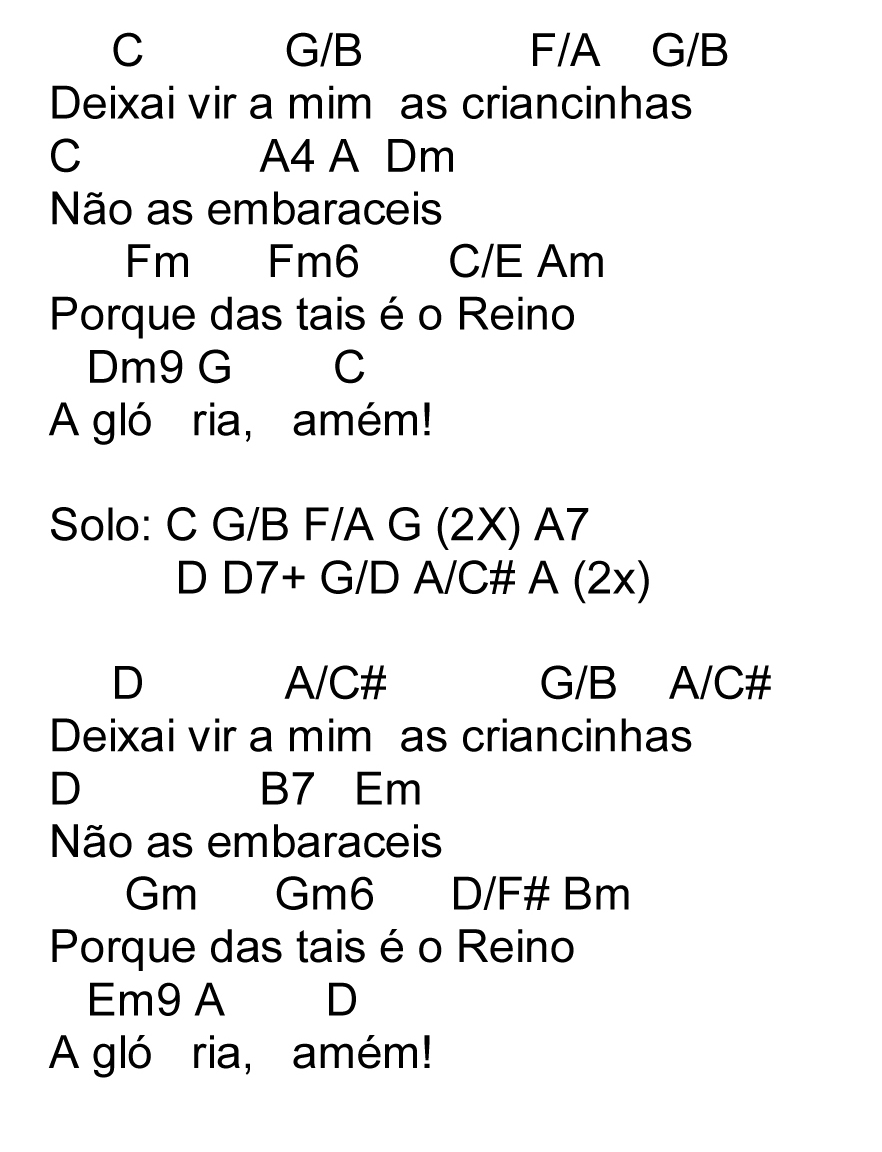 C G/B F/A G/B
Deixai vir a mim as criancinhas
C A4 A Dm
Não as embaraceis
Fm Fm6 C/E Am
Porque das tais é o Reino
Dm9 G C
A gló ria, amém!
Solo: C G/B F/A G (2X) A7
D D7+ G/D A/C# A (2x)
D A/C# G/B A/C#
Deixai vir a mim as criancinhas
D B7 Em
Não as embaraceis
Gm Gm6 D/F# Bm
Porque das tais é o Reino
Em9 A D
A gló ria, amém!